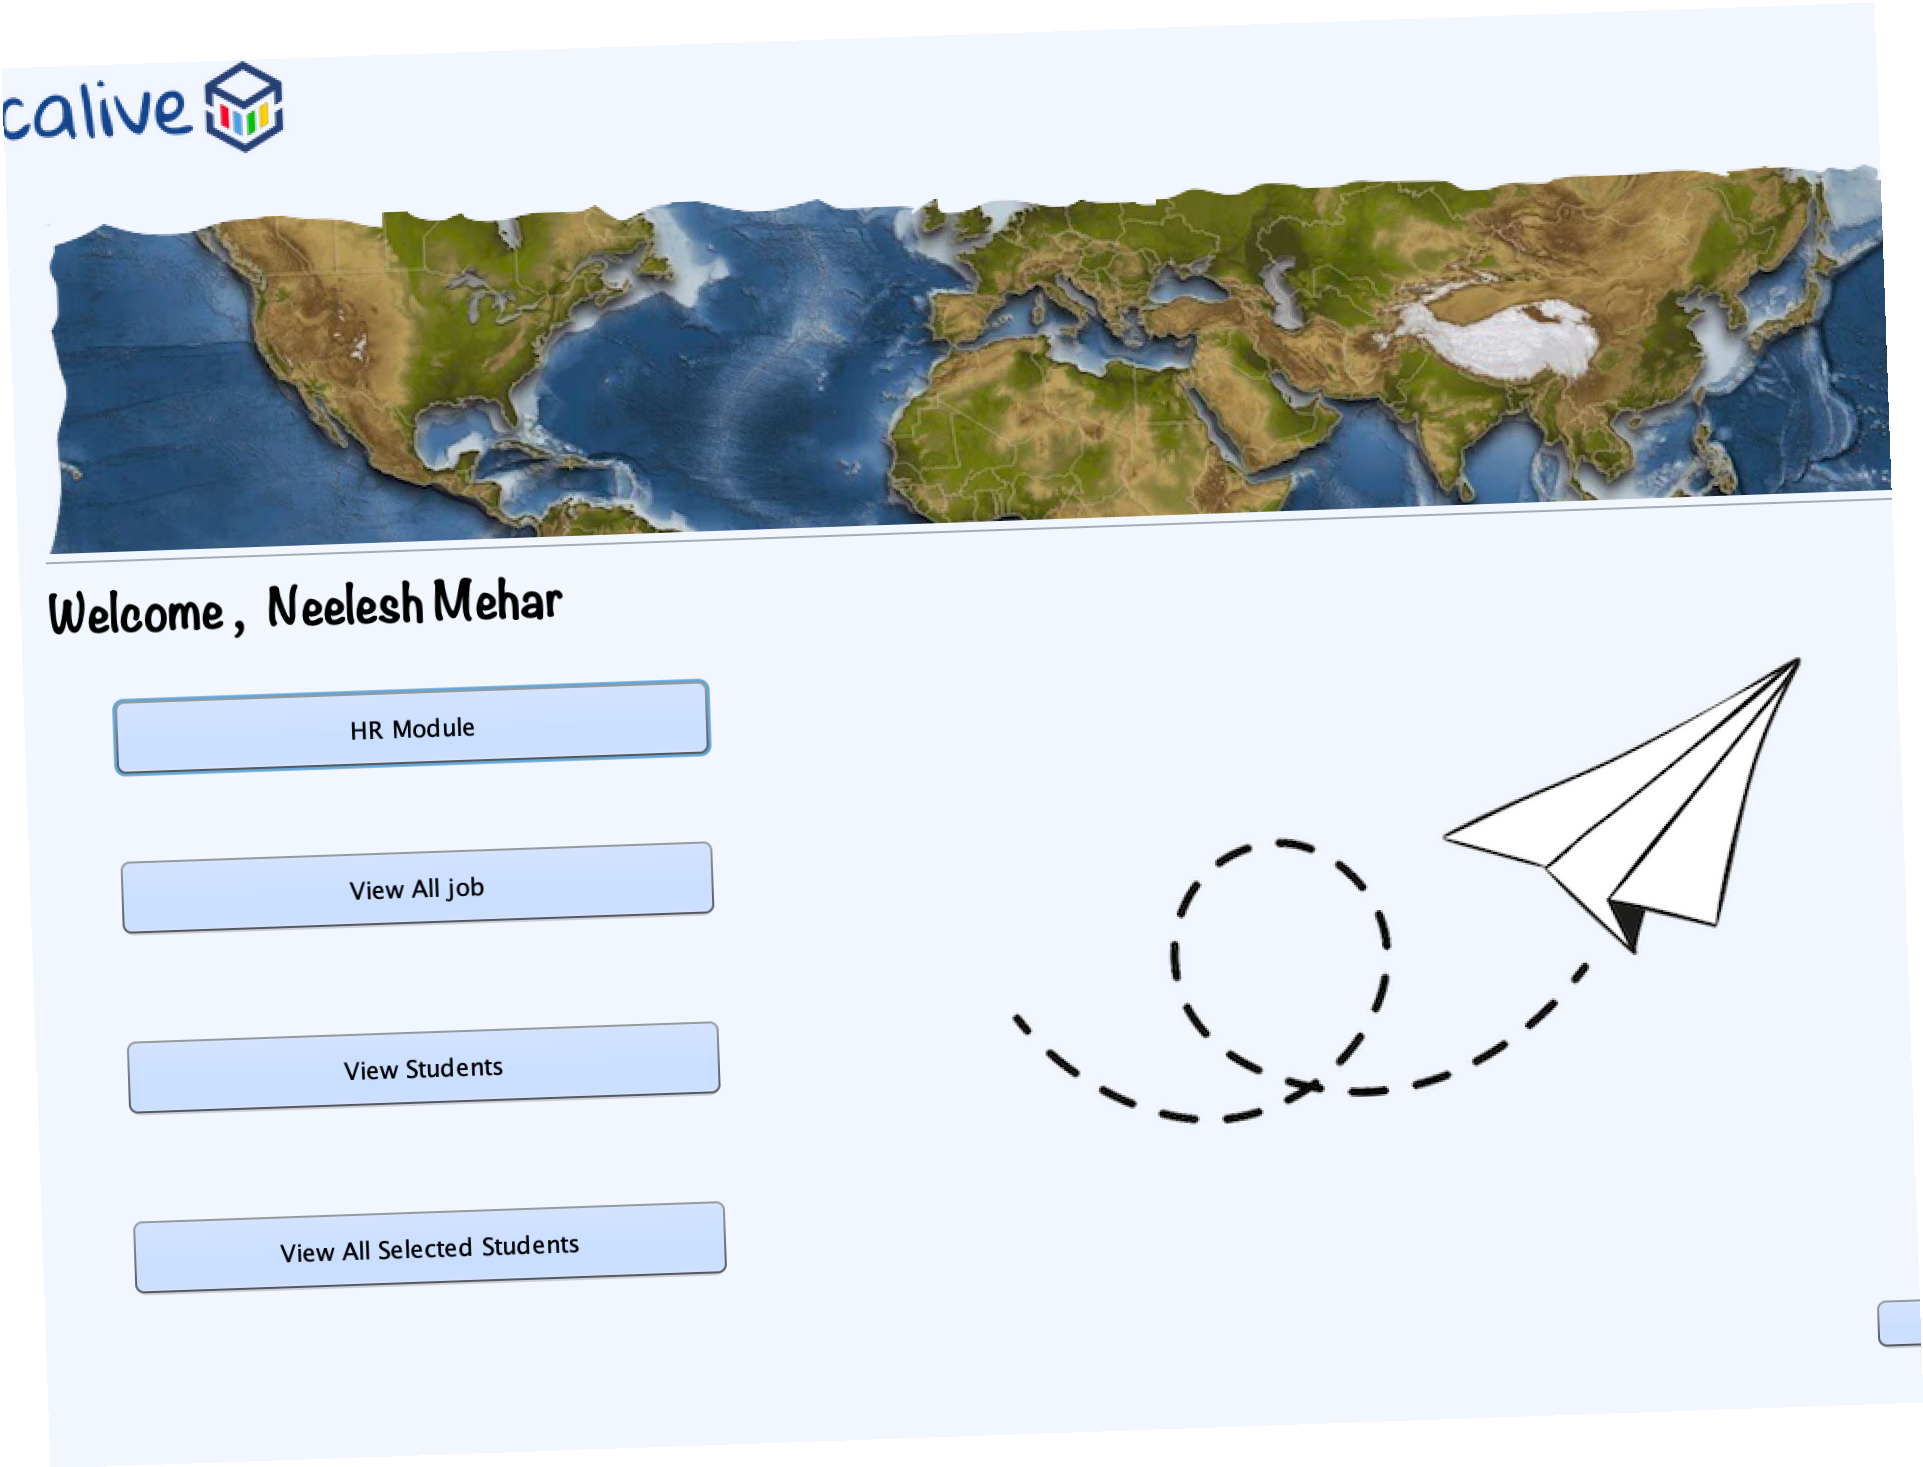 calive
Welcome, Neelesh Mehar
HR Module
View All job
View Students
View All Selected Students